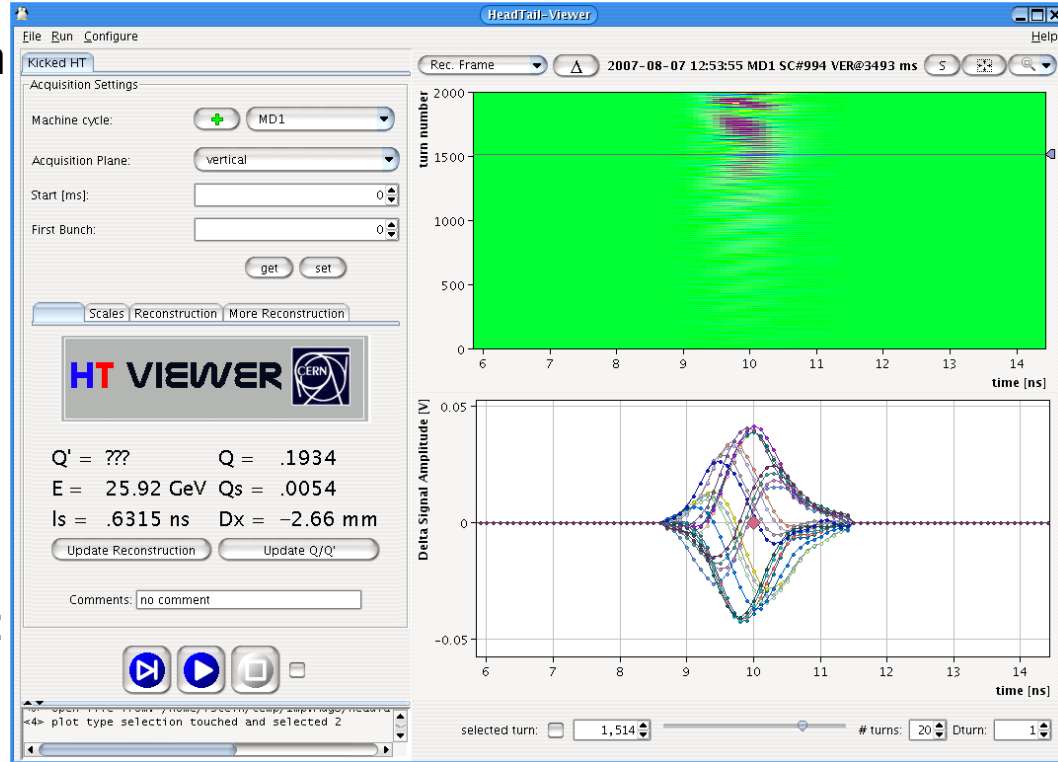 HeadTail-Viewer
File Run Configure
Help
Kicked HT
Acquisition Settings
Machine cycle:
MD1
Acquisition Plane:
vertical
Start [ms]:
0
First Bunch:
0
get set
Scales Reconstruction More Reconstruction
HT VIEWER CERN
Q' = ??? Q = .1934
E = 25.92 GeV Qs = .0054
ls = .6315 ns Dx = −2.66 mm
Update Reconstruction Update Q/Q'
Comments: no comment
<4> plot type selection touched and selected 2
Rec. Frame Δ 2007-08-07 12:53:55 MD1 SC#994 VER@3493 ms S
turn number
2000
1500
1000
500
0
6 7 8 9 10 11 12 13 14
time [ns]
Delta Signal Amplitude [V]
0.05
0
−0.05
6 7 8 9 10 11 12 13 14
time [ns]
selected turn: 1,514 # turns: 20 Dturn: 1